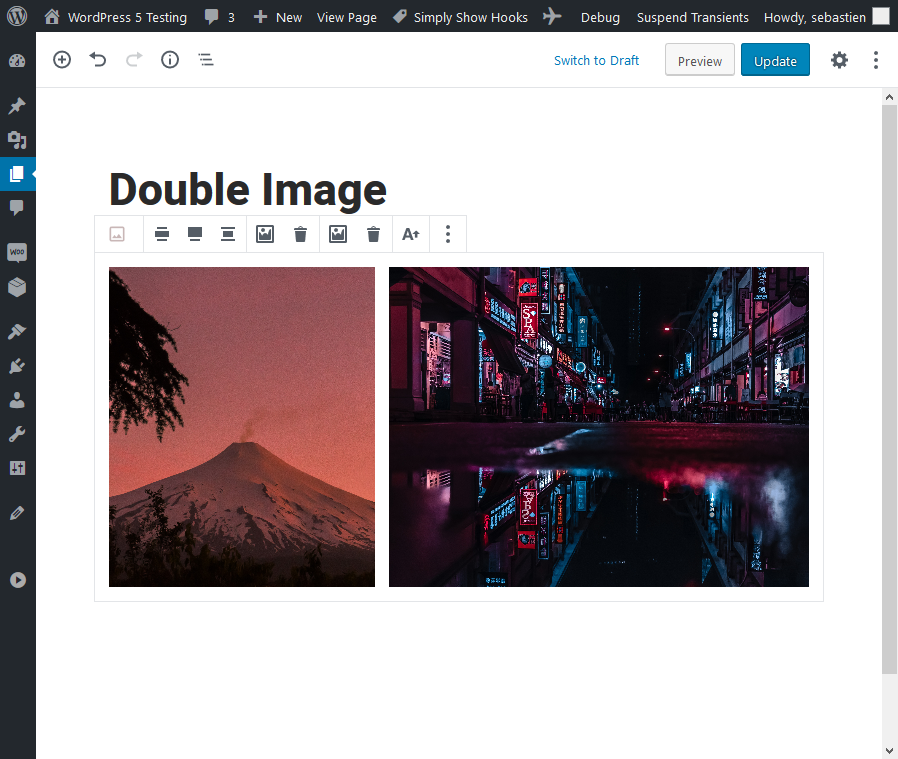 WordPress 5 Testing 3 New View Page Simply Show Hooks Debug Suspend Transients Howdy, sebastien
Switch to Draft Preview Update
Double Image
A
WOO
SPA